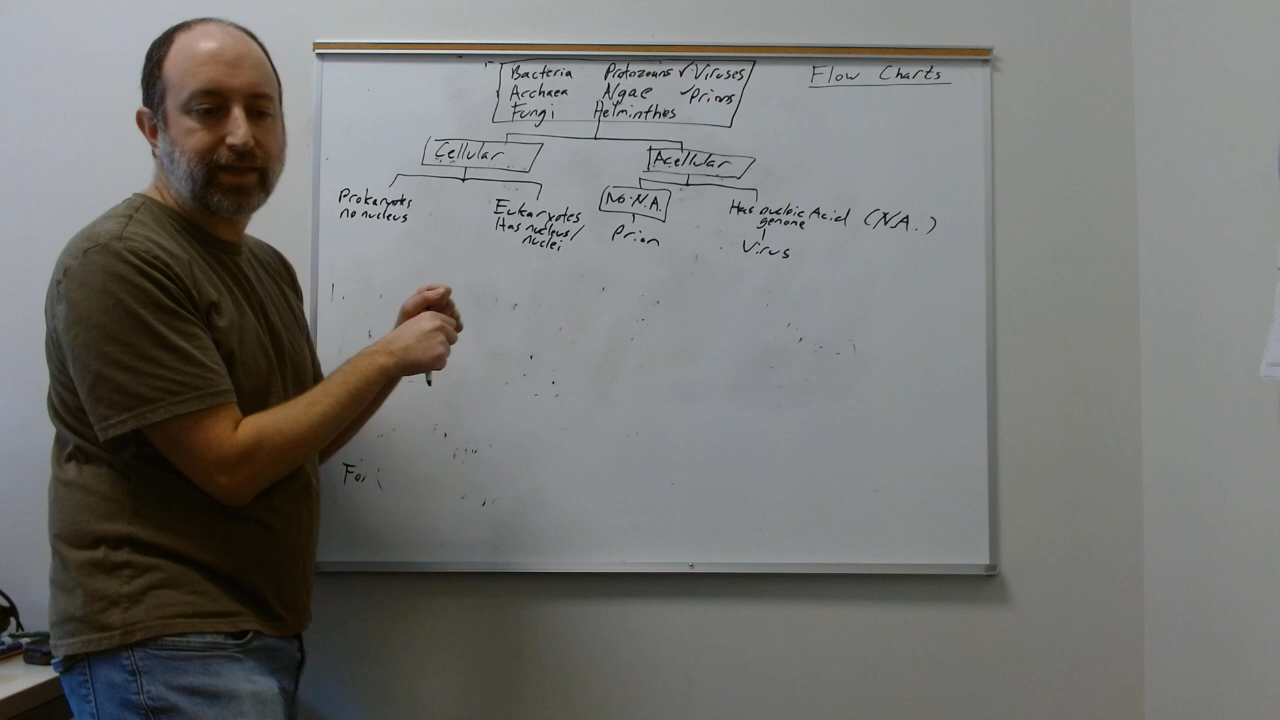 Flow Charts
Bacteria Protozoans ✓Viruses
Archaea Algae ✓Prions
Fungi Helminthes
Cellular Acellular
Prokaryotes
no nucleus
Eukaryotes
Has nucleus/
nuclei
No N.A.
Prion
Has nucleic Acid (N.A.)
genome
Virus